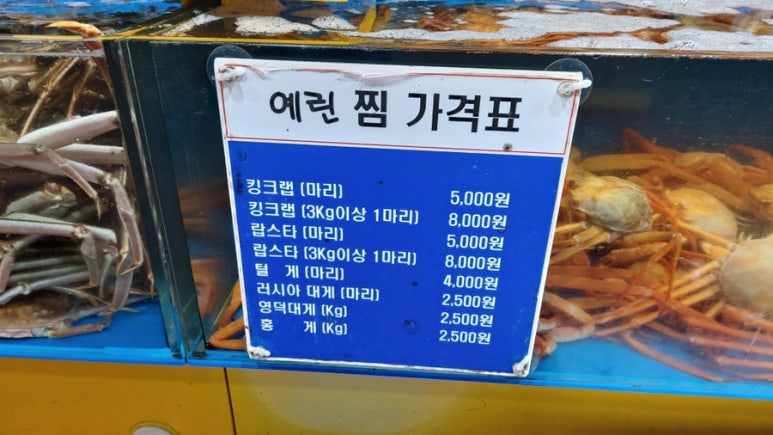 예린 찜 가격표
킹크랩 (마리) 5,000원
킹크랩 (3Kg이상 1마리) 8,000원
랍스타 (마리) 5,000원
랍스타 (3Kg이상 1마리) 8,000원
털 게 (마리) 4,000원
러시아 대게 (마리) 2,500원
영덕대게 (Kg) 2,500원
홍 게 (Kg) 2,500원